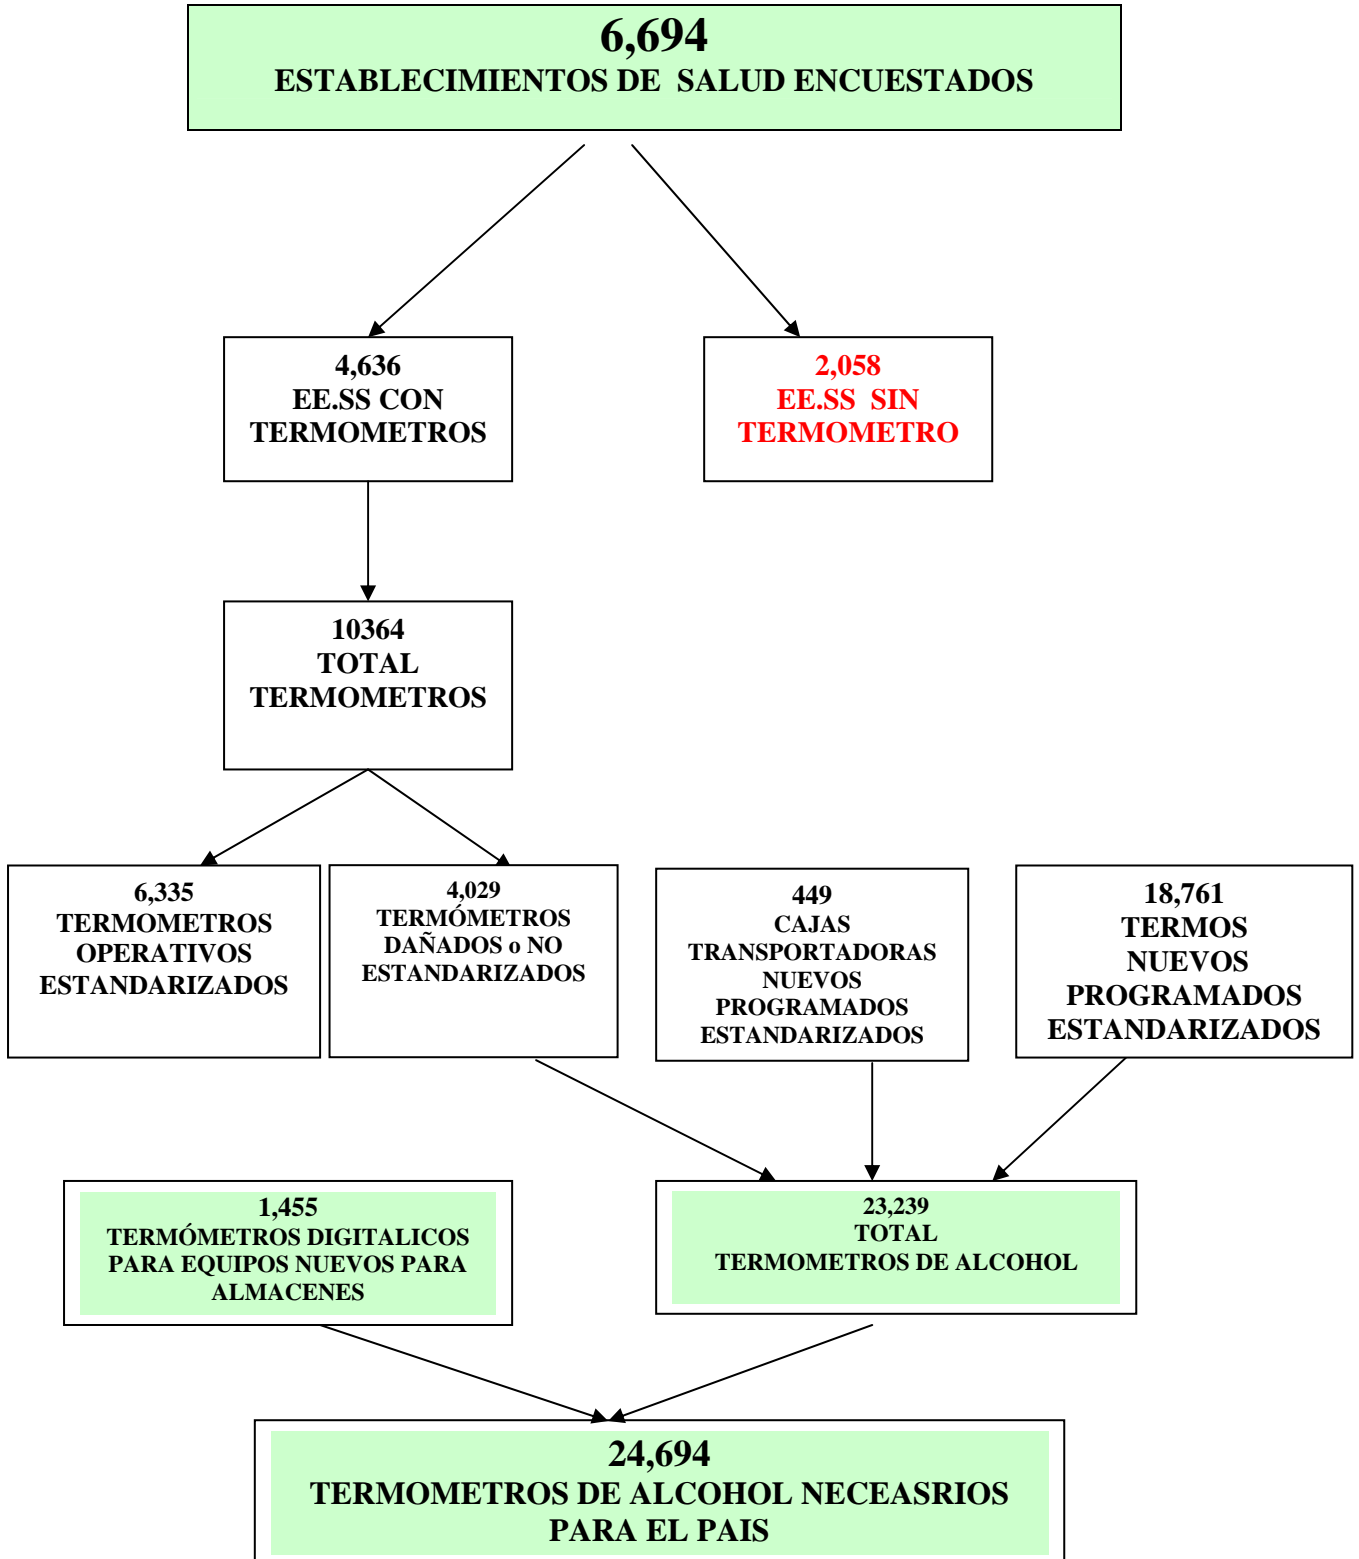 6,694
ESTABLECIMIENTOS DE SALUD ENCUESTADOS
4,636
EE.SS CON
TERMOMETROS
2,058
EE.SS SIN
TERMOMETRO
10364
TOTAL
TERMOMETROS
6,335
TERMOMETROS
OPERATIVOS
ESTANDARIZADOS
4,029
TERMÓMETROS
DAÑADOS o NO
ESTANDARIZADOS
449
CAJAS
TRANSPORTADORAS
NUEVOS
PROGRAMADOS
ESTANDARIZADOS
18,761
TERMOS
NUEVOS
PROGRAMADOS
ESTANDARIZADOS
1,455
TERMÓMETROS DIGITALICOS
PARA EQUIPOS NUEVOS PARA
ALMACENES
23,239
TOTAL
TERMOMETROS DE ALCOHOL
24,694
TERMOMETROS DE ALCOHOL NECEASRIOS
PARA EL PAIS